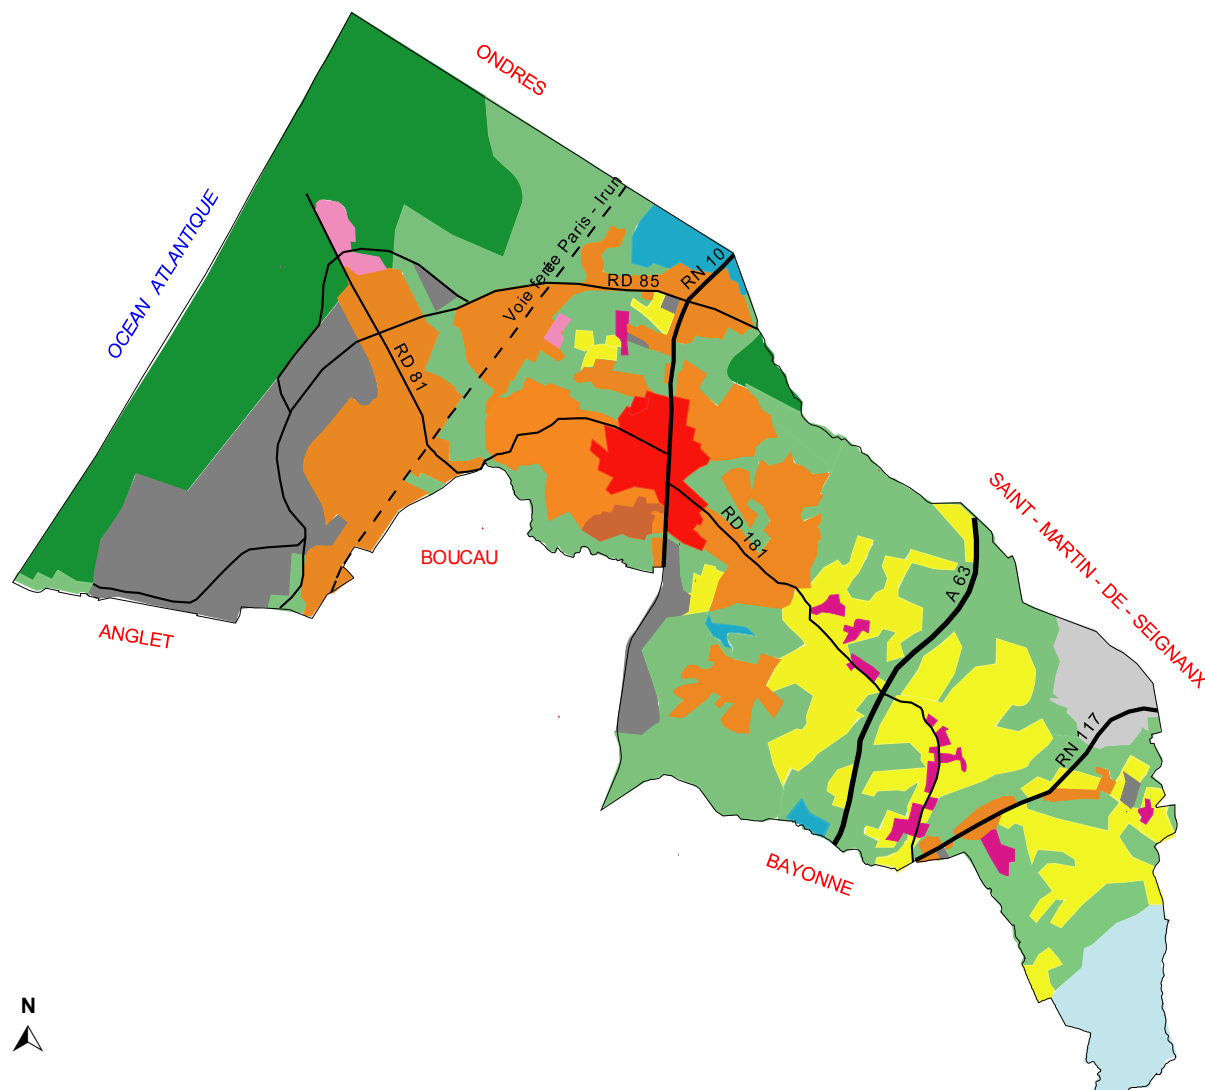 ONDRES
OCEAN ATLANTIQUE
Voie ferrée Paris - Irun
RN 10
RD 85
RD 81
SAINT - MARTIN - DE - SEIGNANX
RD 181
BOUCAU
A 63
ANGLET
RN 117
BAYONNE
N